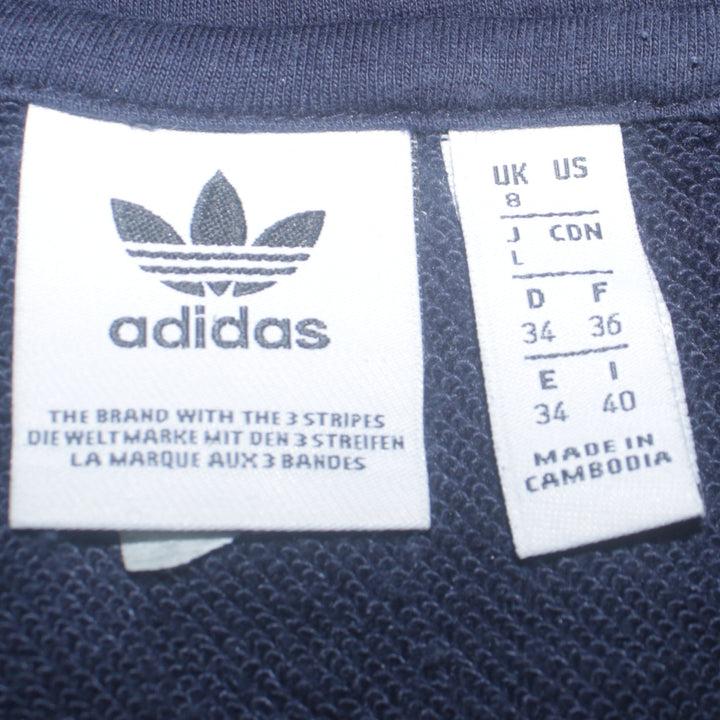 adidas
THE BRAND WITH THE 3 STRIPES
DIE WELTMARKE MIT DEN 3 STREIFEN
LA MARQUE AUX 3 BANDES
UK US
8
J CDN
L
D F
34 36
E I
34 40
MADE IN
CAMBODIA